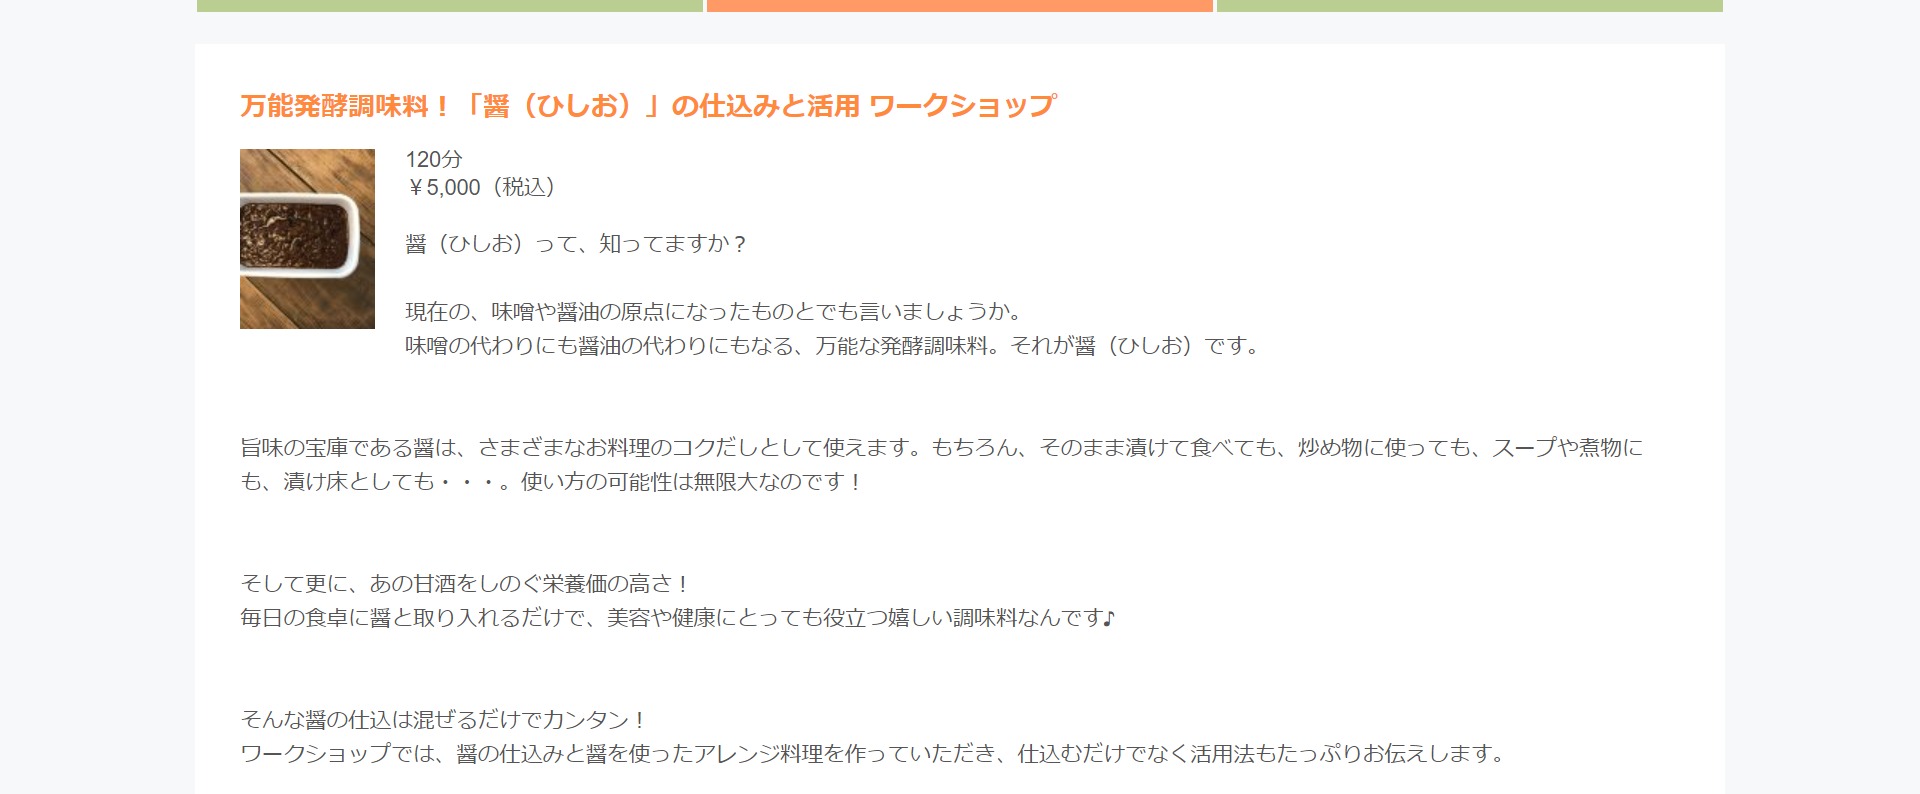 万能発酵調味料！「醤（ひしお）」の仕込みと活用 ワークショップ
120分
￥5,000（税込）
醤（ひしお）って、知ってますか？
現在の、味噌や醤油の原点になったものとでも言いましょうか。
味噌の代わりにも醤油の代わりにもなる、万能な発酵調味料。それが醤（ひしお）です。
旨味の宝庫である醤は、さまざまなお料理のコクだしとして使えます。もちろん、そのまま漬けて食べても、炒め物に使っても、スープや煮物に
も、漬け床としても・・・。使い方の可能性は無限大なのです！
そして更に、あの甘酒をしのぐ栄養価の高さ！
毎日の食卓に醤と取り入れるだけで、美容や健康にとっても役立つ嬉しい調味料なんです♪
そんな醤の仕込は混ぜるだけでカンタン！
ワークショップでは、醤の仕込みと醤を使ったアレンジ料理を作っていただき、仕込むだけでなく活用法もたっぷりお伝えします。